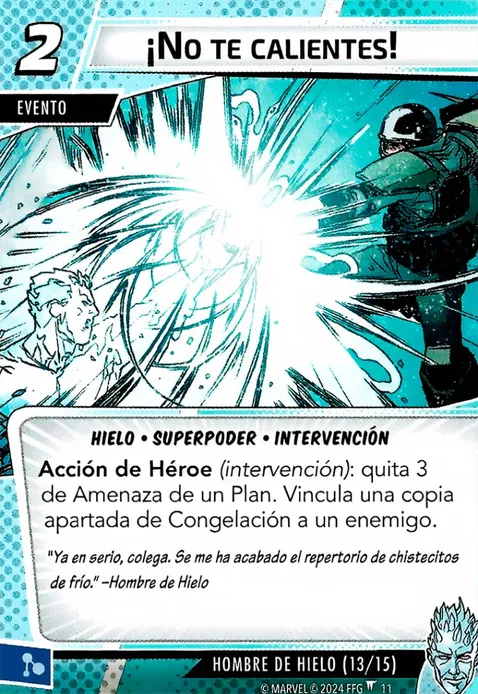 2
¡NO TE CALIENTES!
EVENTO
HIELO • SUPERPODER • INTERVENCIÓN
Acción de Héroe (intervención): quita 3
de Amenaza de un Plan. Vincula una copia
apartada de Congelación a un enemigo.
"Ya en serio, colega. Se me ha acabado el repertorio de chistecitos
de frío." –Hombre de Hielo
HOMBRE DE HIELO (13/15)
© MARVEL © 2024 FFG 11